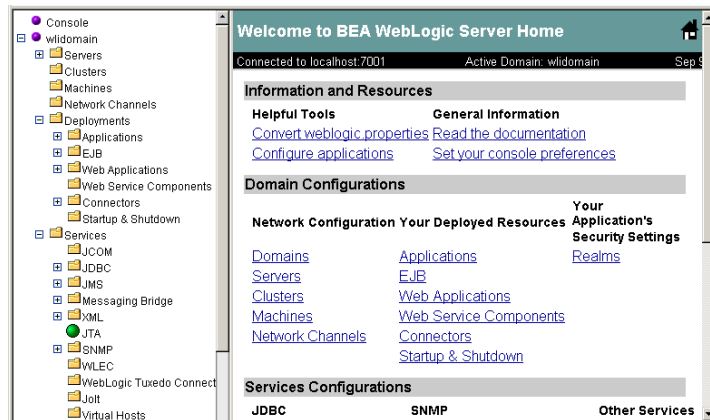 Console
wlidomain
Servers
Clusters
Machines
Network Channels
Deployments
Applications
EJB
Web Applications
Web Service Components
Connectors
Startup & Shutdown
Services
JCOM
JDBC
JMS
Messaging Bridge
XML
JTA
SNMP
WLEC
WebLogic Tuxedo Connect
Jolt
Virtual Hosts
Welcome to BEA WebLogic Server Home
Connected to localhost:7001 Active Domain: wlidomain Sep
Information and Resources
Helpful Tools General Information
Convert weblogic.properties Read the documentation
Configure applications Set your console preferences
Domain Configurations
Network Configuration Your Deployed Resources Your Application's Security Settings
Domains Applications Realms
Servers EJB
Clusters Web Applications
Machines Web Service Components
Network Channels Connectors
Startup & Shutdown
Services Configurations
JDBC SNMP Other Services